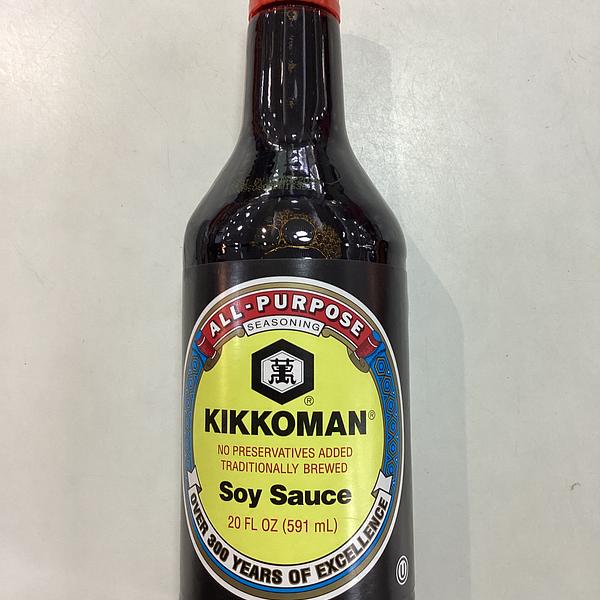 ALL-PURPOSE
SEASONING
萬
®
KIKKOMAN®
NO PRESERVATIVES ADDED
TRADITIONALLY BREWED
Soy Sauce
20 FL OZ (591 mL)
OVER 300 YEARS OF EXCELLENCE
U